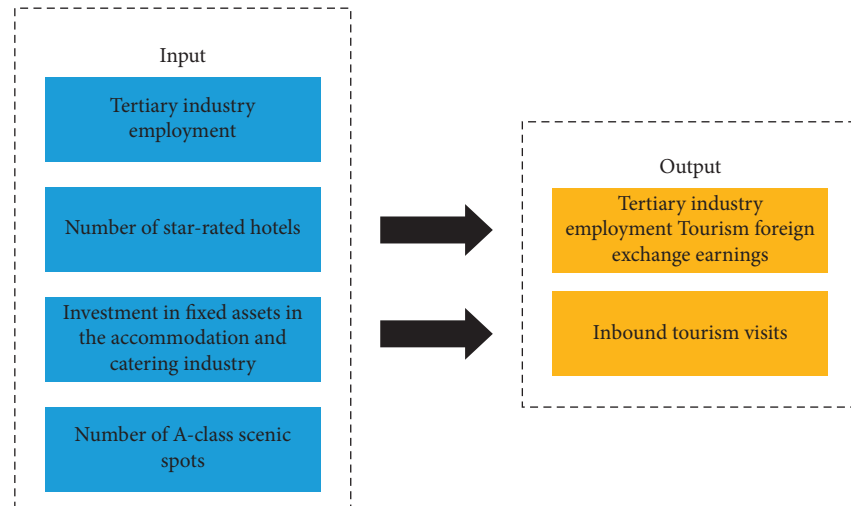 Input
Tertiary industry
employment
Number of star-rated hotels
Investment in fixed assets in
the accommodation and
catering industry
Number of A-class scenic
spots
Output
Tertiary industry
employment Tourism foreign
exchange earnings
Inbound tourism visits